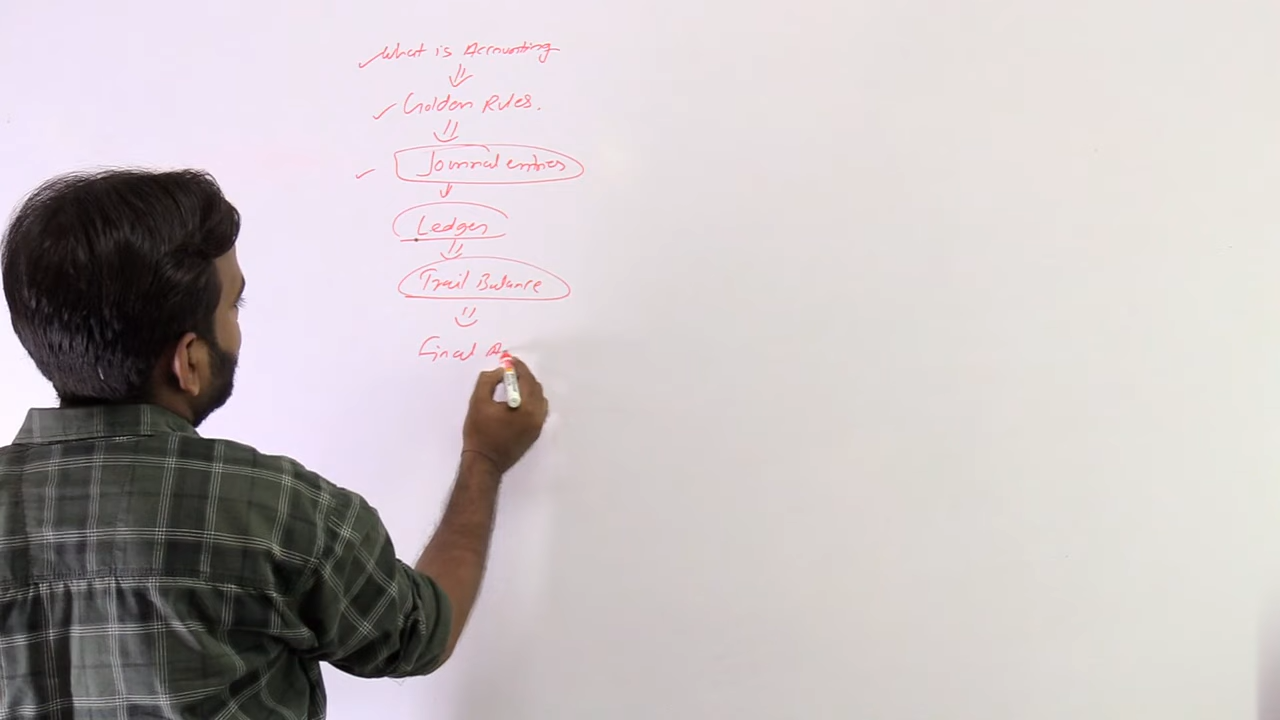 What is Accounting
Golden Rules.
Journal entries
Ledger
Trail Balance
Final A